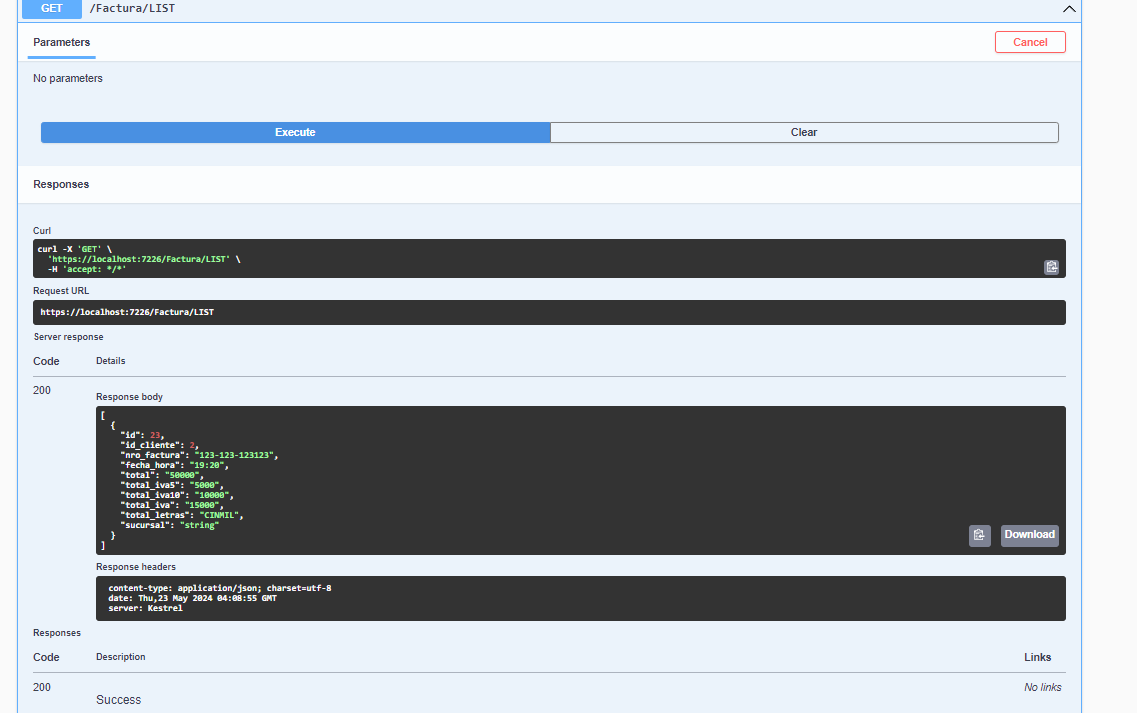 GET /Factura/LIST
Parameters Cancel
No parameters
Execute Clear
Responses
Curl
curl -X 'GET' \
'https://localhost:7226/Factura/LIST' \
-H 'accept: */*'
Request URL
https://localhost:7226/Factura/LIST
Server response
Code Details
200
Response body
[
{
"id": 23,
"id_cliente": 2,
"nro_factura": "123-123-123123",
"fecha_hora": "19:20",
"total": "50000",
"total_iva5": "5000",
"total_iva10": "10000",
"total_iva": "15000",
"total_letras": "CINMIL",
"sucursal": "string"
}
]
Download
Response headers
content-type: application/json; charset=utf-8
date: Thu,23 May 2024 04:08:55 GMT
server: Kestrel
Responses
Code Description Links
200 No links
Success